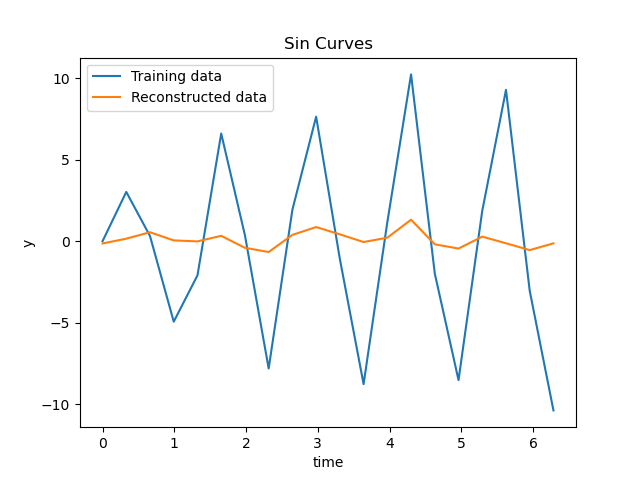 Sin Curves
Training data
Reconstructed data
10
5
0
−5
−10
y
0 1 2 3 4 5 6
time